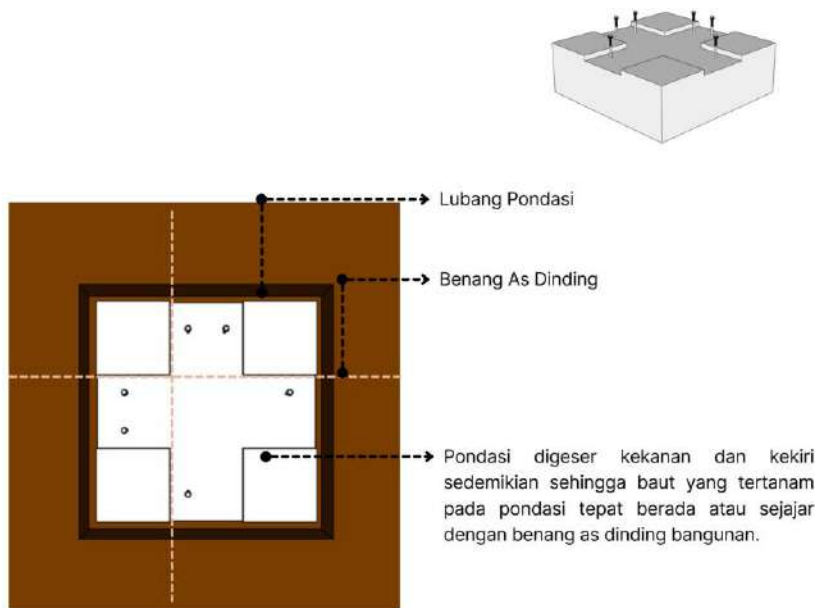 Lubang Pondasi
Benang As Dinding
Pondasi digeser kekanan dan kekiri
sedemikian sehingga baut yang tertanam
pada pondasi tepat berada atau sejajar
dengan benang as dinding bangunan.